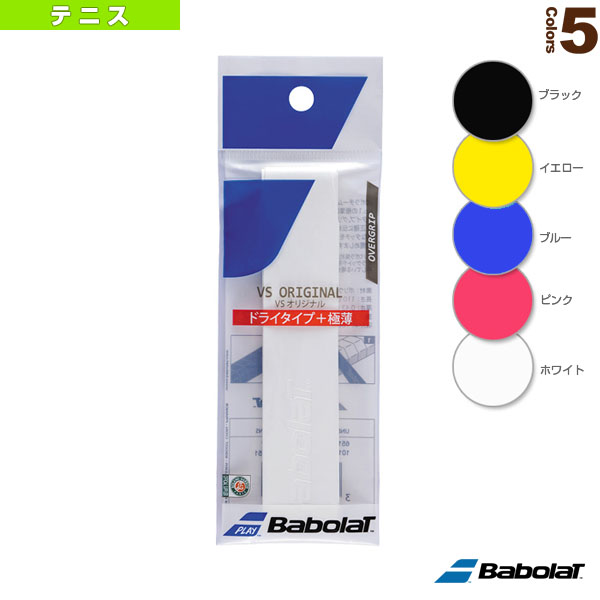 テニス
Colors 5
ブラック
イエロー
ブルー
ピンク
ホワイト
OVERGRIP
VS ORIGINAL
VSオリジナル
ドライタイプ＋極薄
Babolat
PLAY
Babolat
Babolat